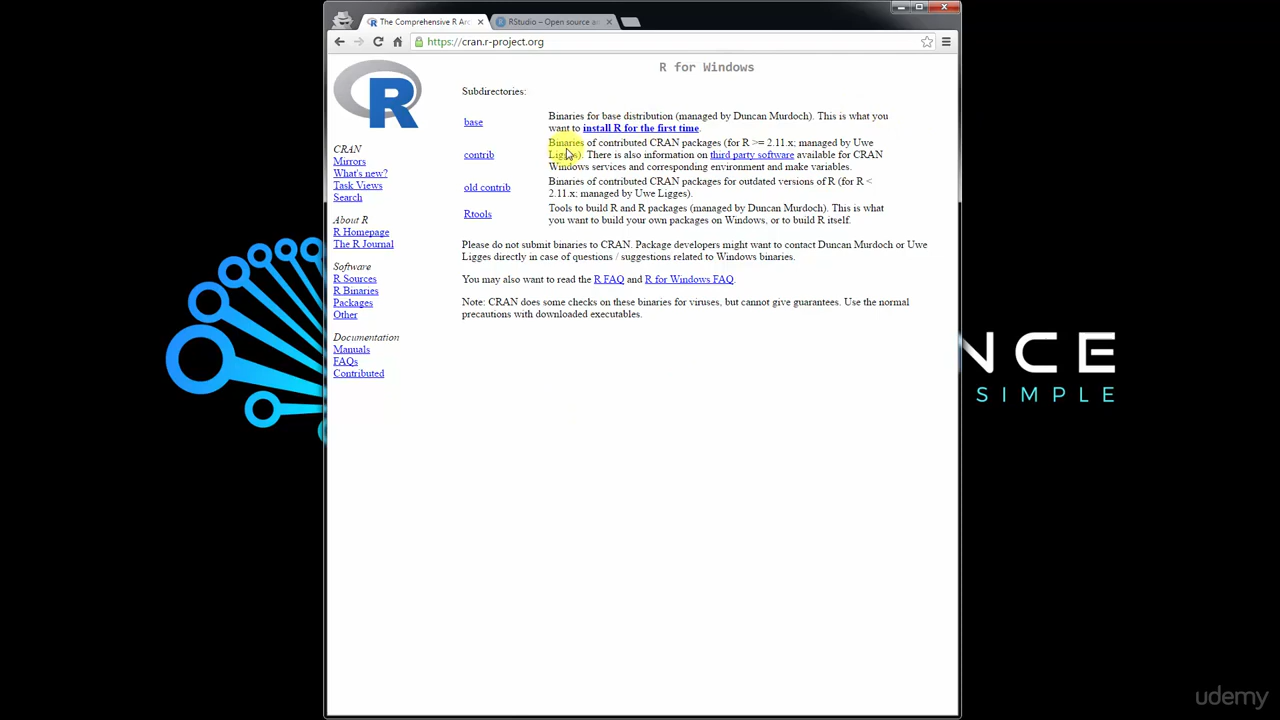 The Comprehensive R Arc
RStudio – Open source a
https://cran.r-project.org
R
CRAN
Mirrors
What's new?
Task Views
Search
About R
R Homepage
The R Journal
Software
R Sources
R Binaries
Packages
Other
Documentation
Manuals
FAQs
Contributed
R for Windows
Subdirectories:
base
Binaries for base distribution (managed by Duncan Murdoch). This is what you
want to install R for the first time.
contrib
Binaries of contributed CRAN packages (for R >= 2.11.x; managed by Uwe
Ligges). There is also information on third party software available for CRAN
Windows services and corresponding environment and make variables.
old contrib
Binaries of contributed CRAN packages for outdated versions of R (for R <
2.11.x; managed by Uwe Ligges).
Rtools
Tools to build R and R packages (managed by Duncan Murdoch). This is what
you want to build your own packages on Windows, or to build R itself.
Please do not submit binaries to CRAN. Package developers might want to contact Duncan Murdoch or Uwe
Ligges directly in case of questions / suggestions related to Windows binaries.
You may also want to read the R FAQ and R for Windows FAQ.
Note: CRAN does some checks on these binaries for viruses, but cannot give guarantees. Use the normal
precautions with downloaded executables.
NCE
SIMPLE
udemy